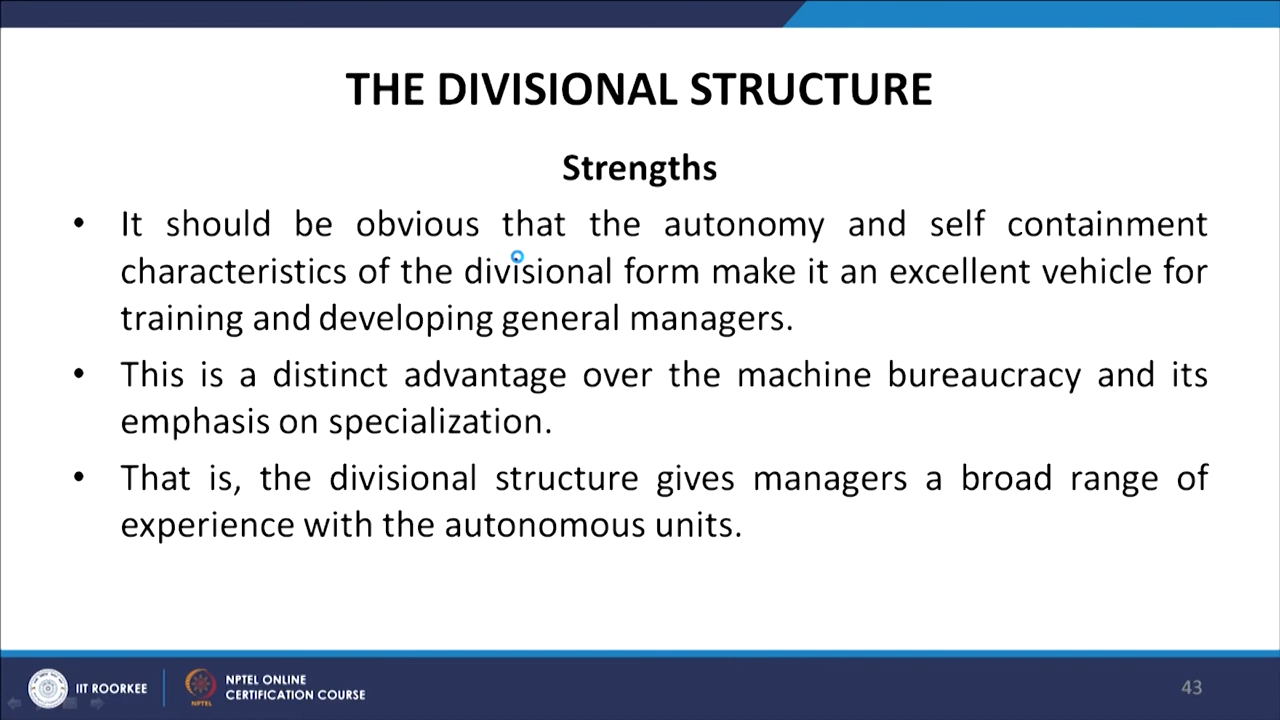 THE DIVISIONAL STRUCTURE
Strengths
• It should be obvious that the autonomy and self containment
characteristics of the divisional form make it an excellent vehicle for
training and developing general managers.
• This is a distinct advantage over the machine bureaucracy and its
emphasis on specialization.
• That is, the divisional structure gives managers a broad range of
experience with the autonomous units.
IIT ROORKEE
NPTEL ONLINE
CERTIFICATION COURSE
NPTEL
43